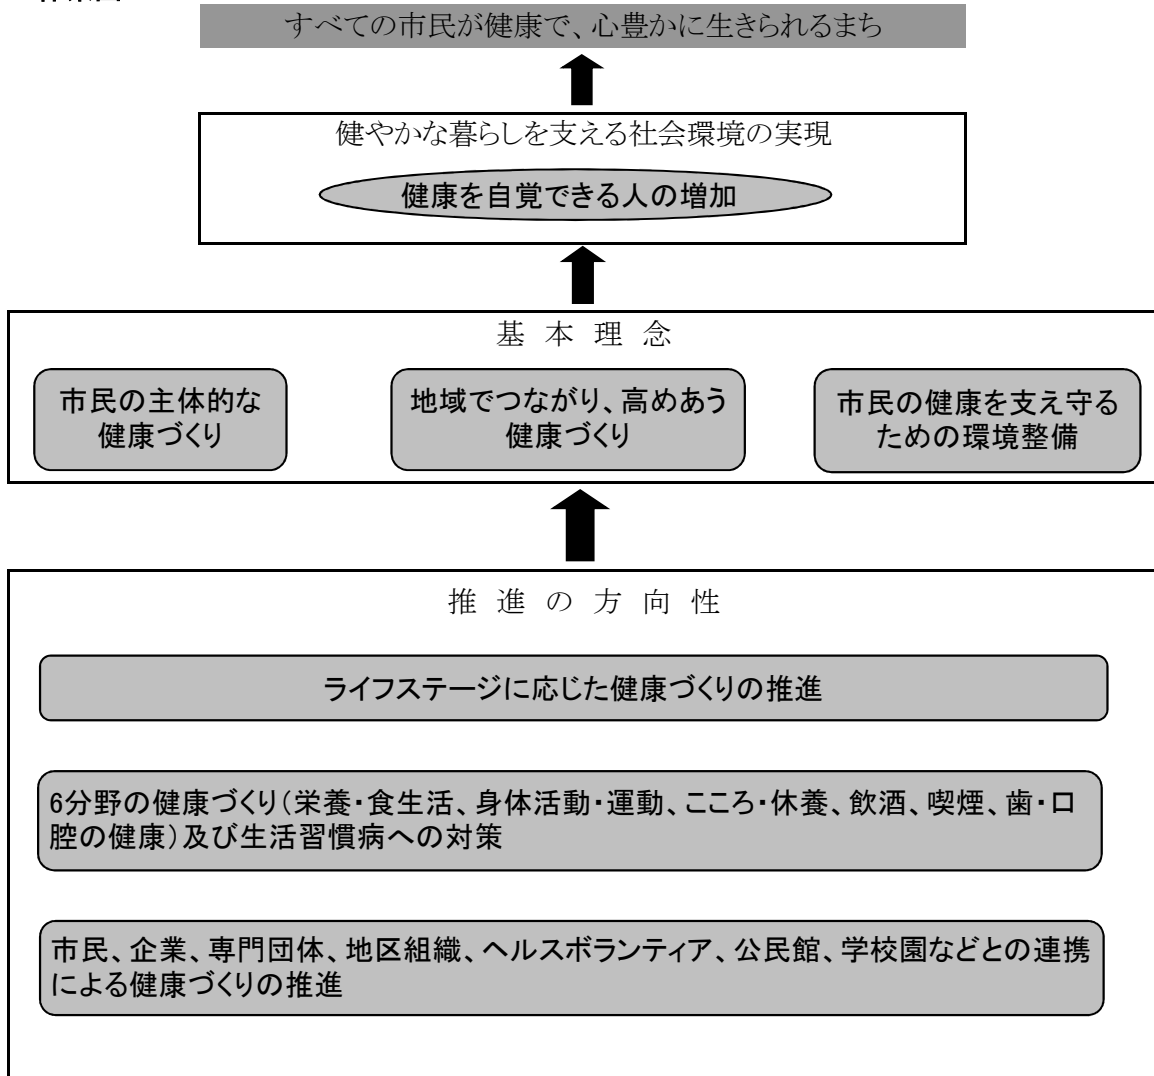 すべての市民が健康で、心豊かに生きられるまち
健やかな暮らしを支える社会環境の実現
健康を自覚できる人の増加
基本理念
市民の主体的な
健康づくり
地域でつながり、高めあう
健康づくり
市民の健康を支え守る
ための環境整備
推進の方向性
ライフステージに応じた健康づくりの推進
6分野の健康づくり(栄養・食生活、身体活動・運動、こころ・休養、飲酒、喫煙、歯・口
腔の健康)及び生活習慣病への対策
市民、企業、専門団体、地区組織、ヘルスボランティア、公民館、学校園などとの連携
による健康づくりの推進